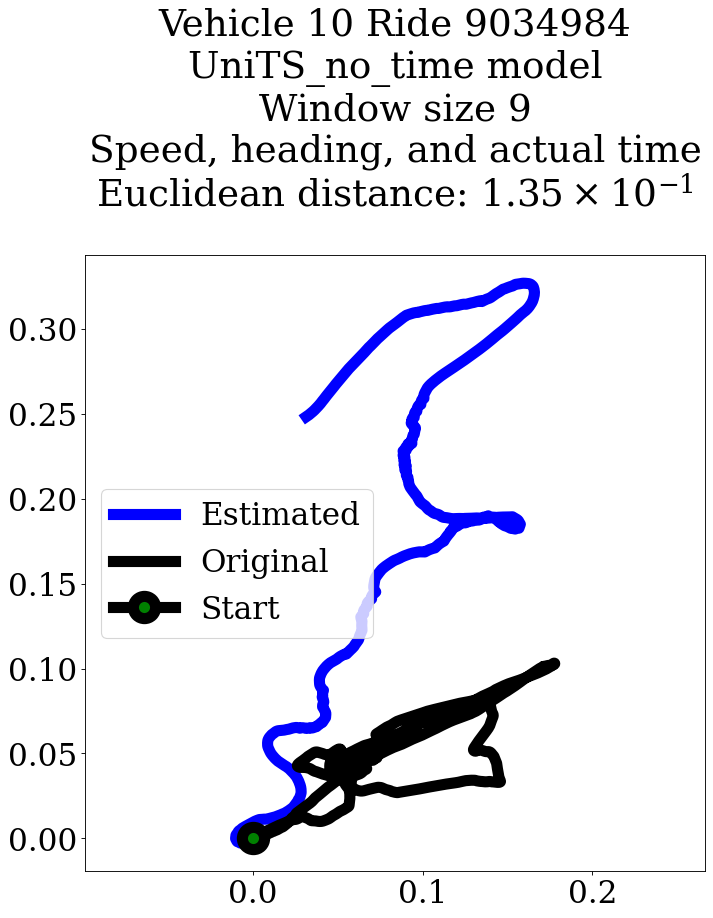 Vehicle 10 Ride 9034984
UniTS_no_time model
Window size 9
Speed, heading, and actual time
Euclidean distance: $1.35 \times 10^{-1}$
0.30
0.25
0.20
0.15
0.10
0.05
0.00
Estimated
Original
Start
0.0 0.1 0.2